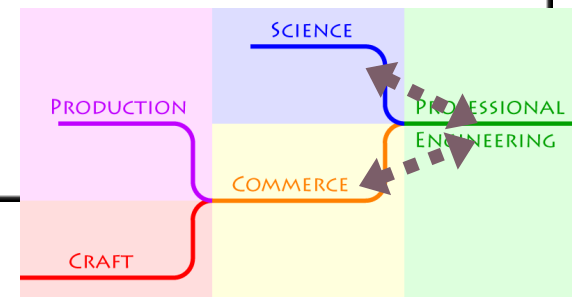 SCIENCE
PRODUCTION
PROFESSIONAL
ENGINEERING
COMMERCE
CRAFT